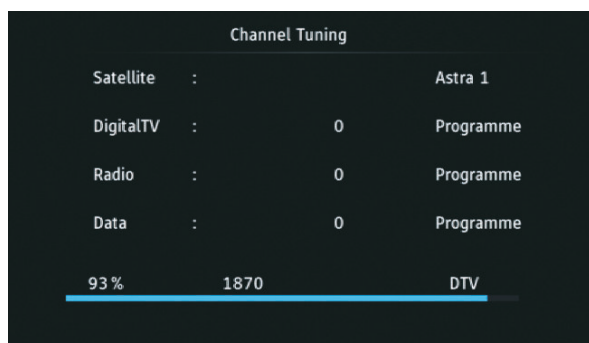 Channel Tuning
Satellite : Astra 1
DigitalTV : 0 Programme
Radio : 0 Programme
Data : 0 Programme
93% 1870 DTV